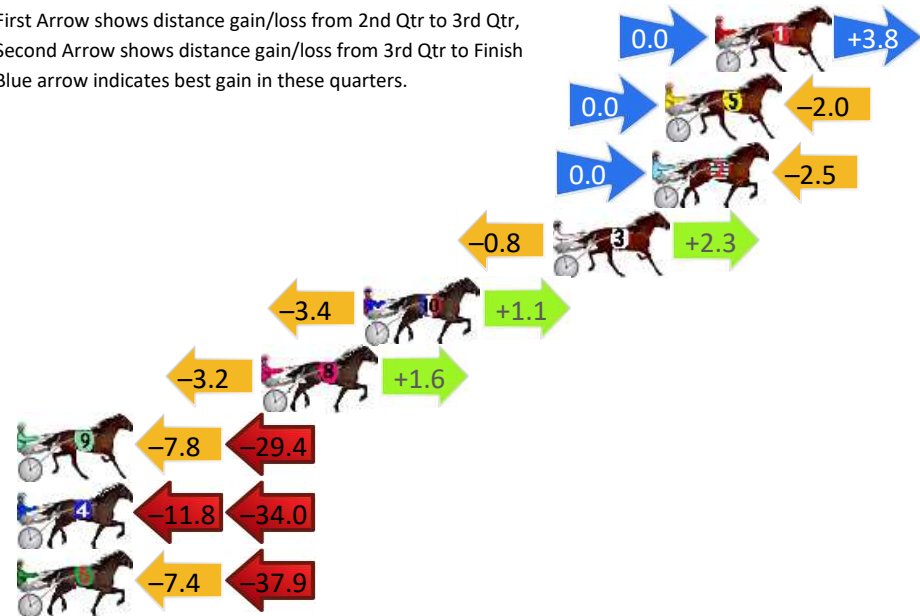 First Arrow shows distance gain/loss from 2nd Qtr to 3rd Qtr,
Second Arrow shows distance gain/loss from 3rd Qtr to Finish
Blue arrow indicates best gain in these quarters.
0.0 1 +3.8
0.0 5 –2.0
0.0 2 –2.5
–0.8 3 +2.3
–3.4 10 +1.1
–3.2 8 +1.6
9 –7.8 –29.4
4 –11.8 –34.0
6 –7.4 –37.9